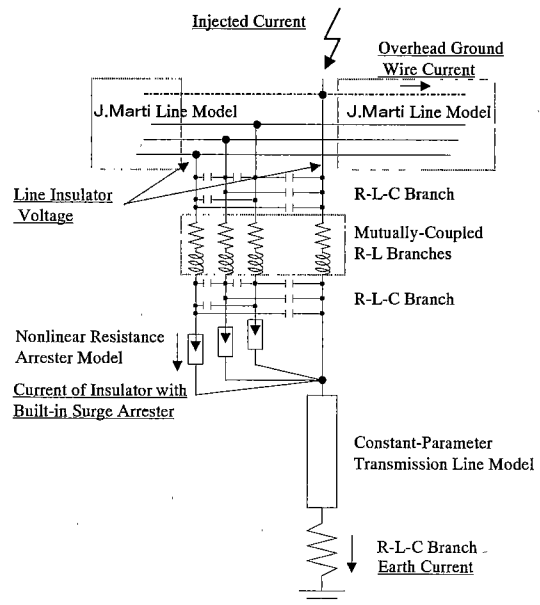 Injected Current
Overhead Ground
Wire Current
J.Marti Line Model
J.Marti Line Model
Line Insulator
Voltage
R-L-C Branch
Mutually-Coupled
R-L Branches
R-L-C Branch
Nonlinear Resistance
Arrester Model
Current of Insulator with
Built-in Surge Arrester
Constant-Parameter
Transmission Line Model
R-L-C Branch
Earth Current